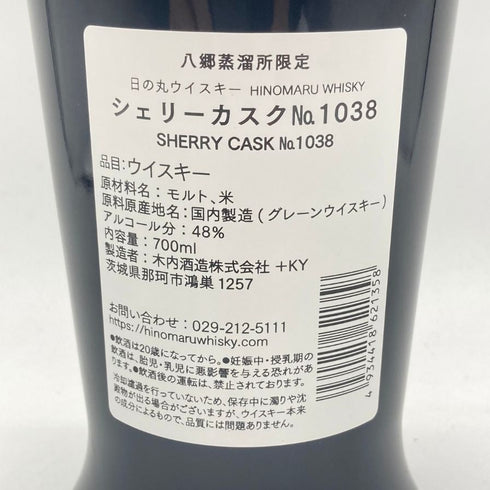 八郷蒸溜所限定
日の丸ウイスキー HINOMARU WHISKY
シェリーカスク№1038
SHERRY CASK №1038
品目：ウイスキー
原材料名：モルト、米
原料原産地名：国内製造（グレーンウイスキー）
アルコール分：48%
内容量：700ml
製造者：木内酒造株式会社 +KY
茨城県那珂市鴻巣1257
お問い合わせ：029-212-5111
https://hinomaruwhisky.com/
●飲酒は20歳になってから。●妊娠中・授乳期の
飲酒は、胎児・乳児に悪影響を与える恐れがあり
ます。●飲酒後の運転は、禁止されております。
冷却濾過を行っていないため、保存中に濁りや沈
殿物が出る場合がございますが、ウイスキー本来
の成分によるもので、品質には問題ありません。
4 934418 621358